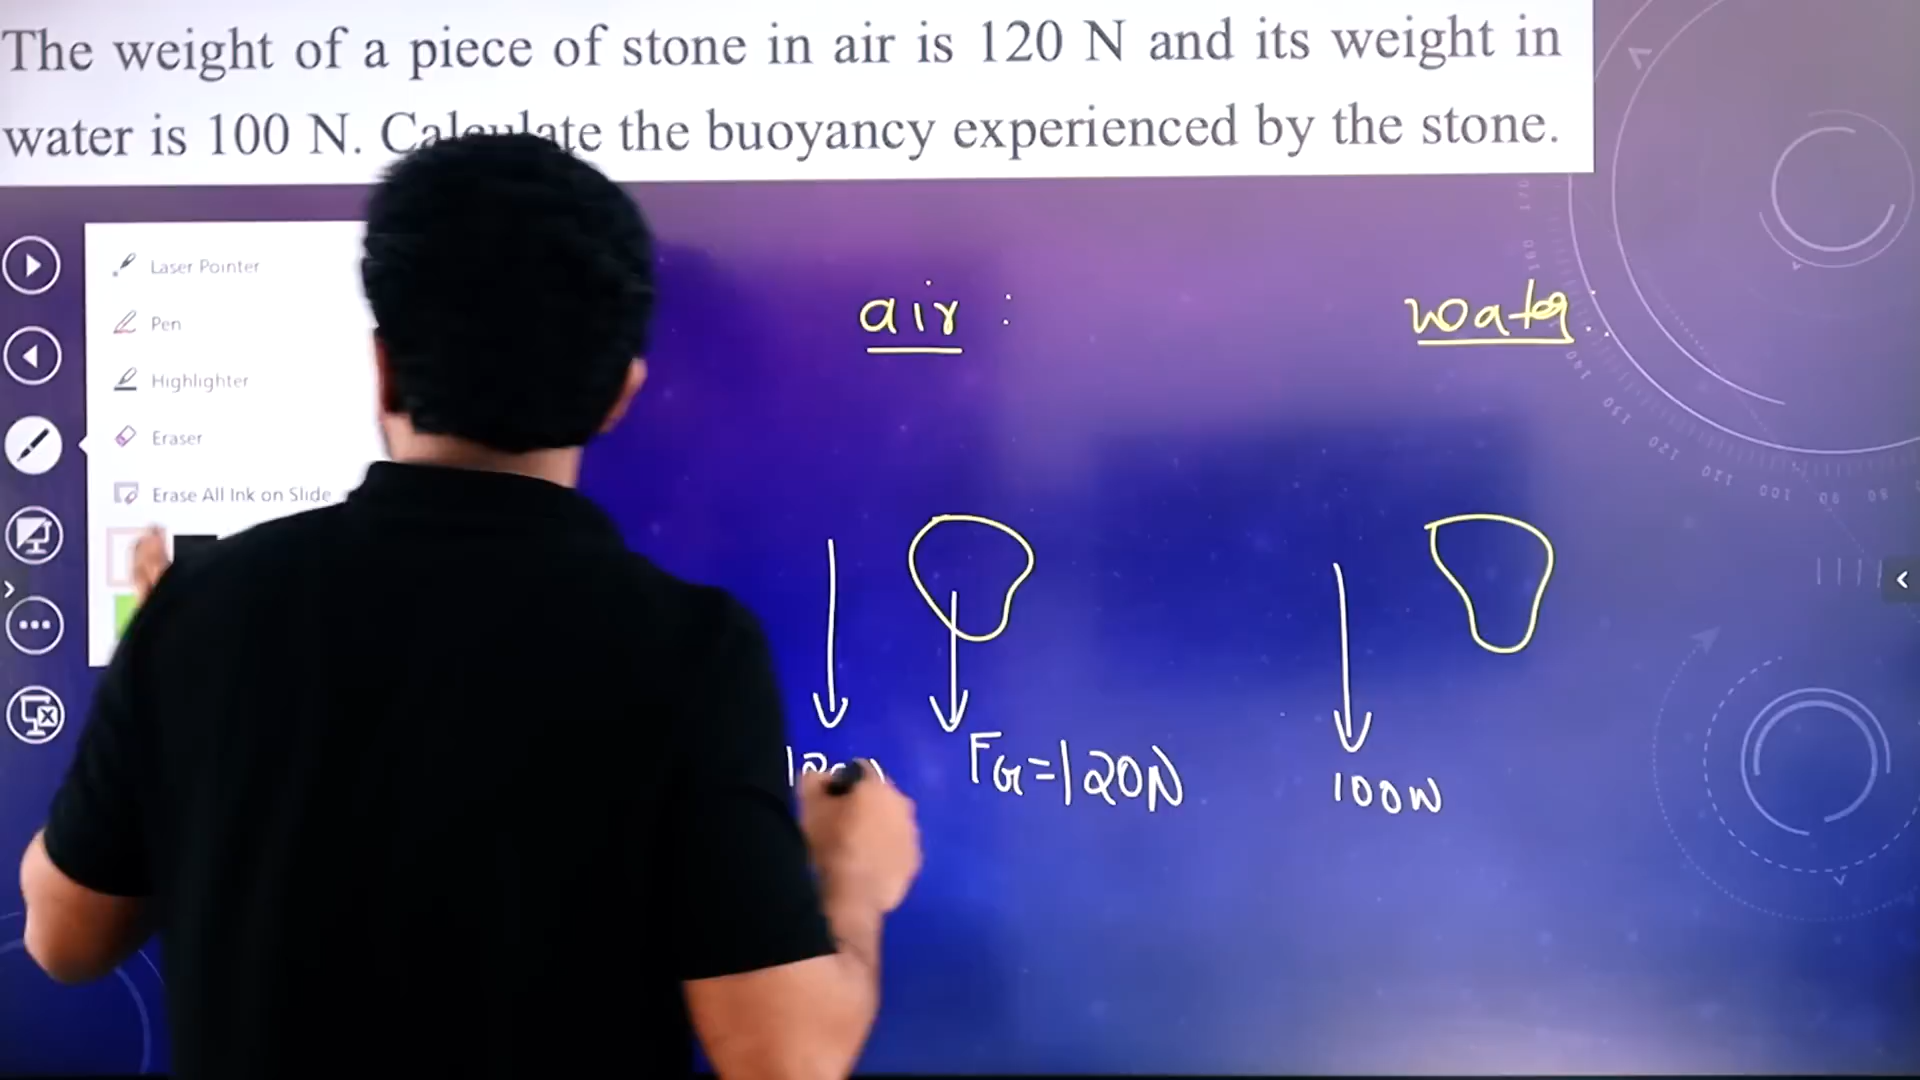 The weight of a piece of stone in air is 120 N and its weight in
water is 100 N. Calculate the buoyancy experienced by the stone.
Laser Pointer
Pen
Highlighter
Eraser
Erase All Ink on Slide
air :
water :
F_G=120N
100N